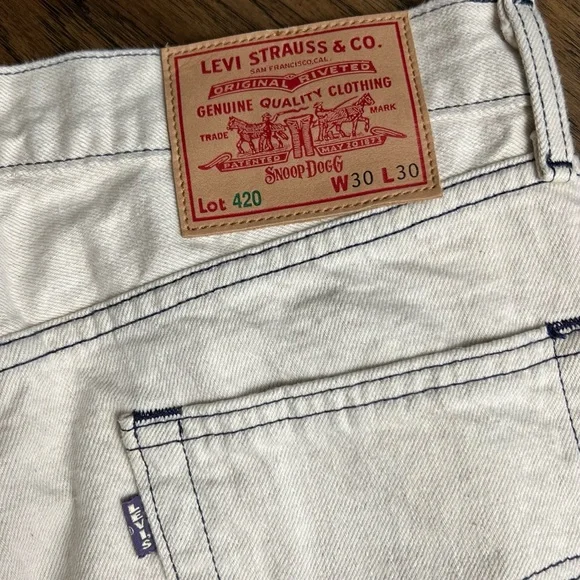 LEVI STRAUSS & CO.
SAN FRANCISCO, CAL.
ORIGINAL RIVETED
GENUINE QUALITY CLOTHING
TRADE MARK
PATENTED MAY 20 1873
SNOOP DOGG
Lot 420 W30 L30
LEVI'S
®